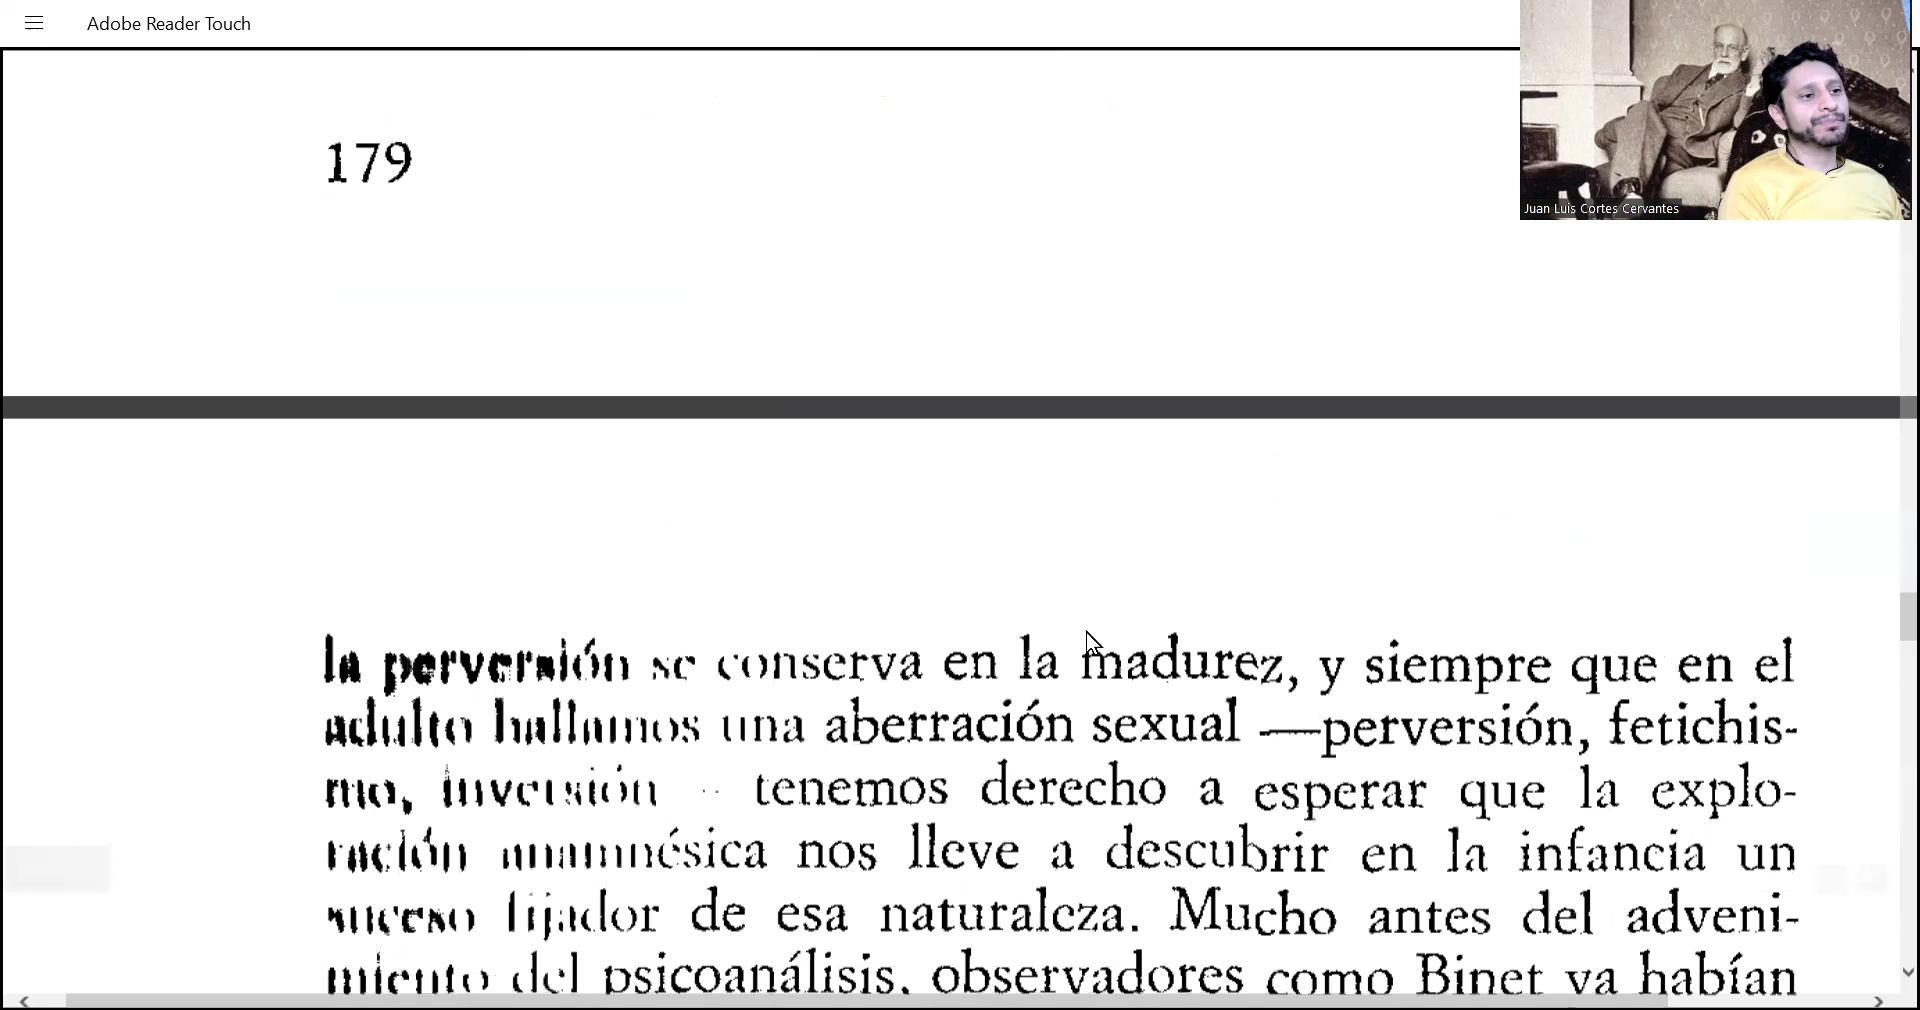 Adobe Reader Touch
Juan Luis Cortes Cervantes
179
la perversión se conserva en la madurez, y siempre que en el
adulto hallamos una aberración sexual —perversión, fetichis-
mo, inversión tenemos derecho a esperar que la explo-
ración anamnésica nos lleve a descubrir en la infancia un
suceso fijador de esa naturaleza. Mucho antes del adveni-
miento del psicoanálisis, observadores como Binet ya habían